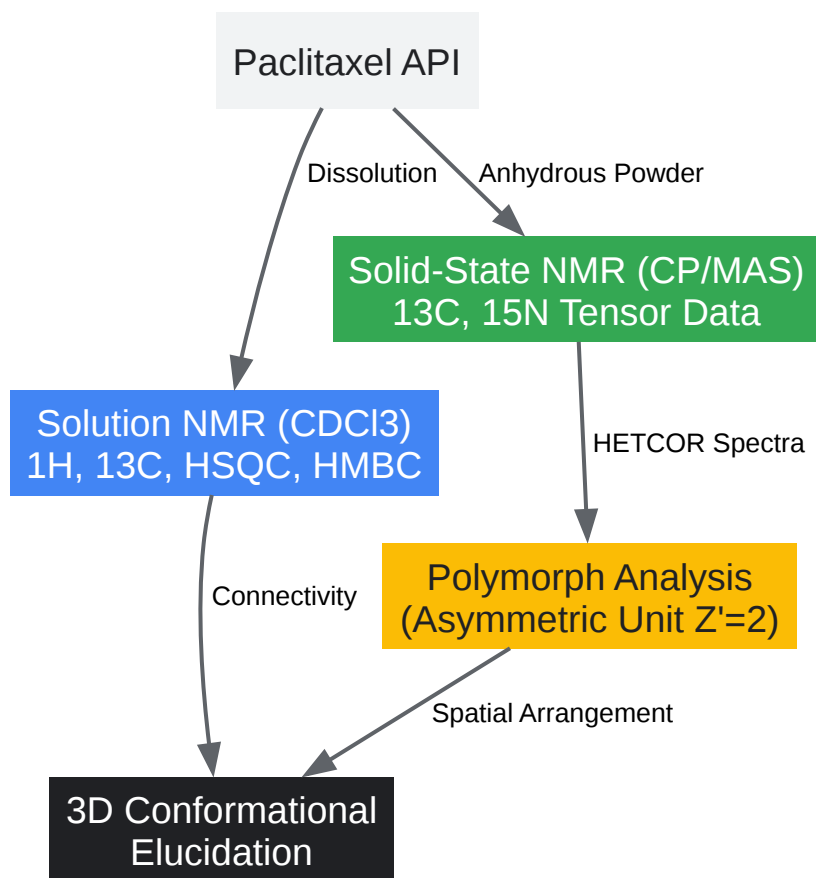 Paclitaxel API
Dissolution
Anhydrous Powder
Solid-State NMR (CP/MAS)
13C, 15N Tensor Data
Solution NMR (CDCl3)
1H, 13C, HSQC, HMBC
HETCOR Spectra
Polymorph Analysis
(Asymmetric Unit Z'=2)
Connectivity
Spatial Arrangement
3D Conformational
Elucidation